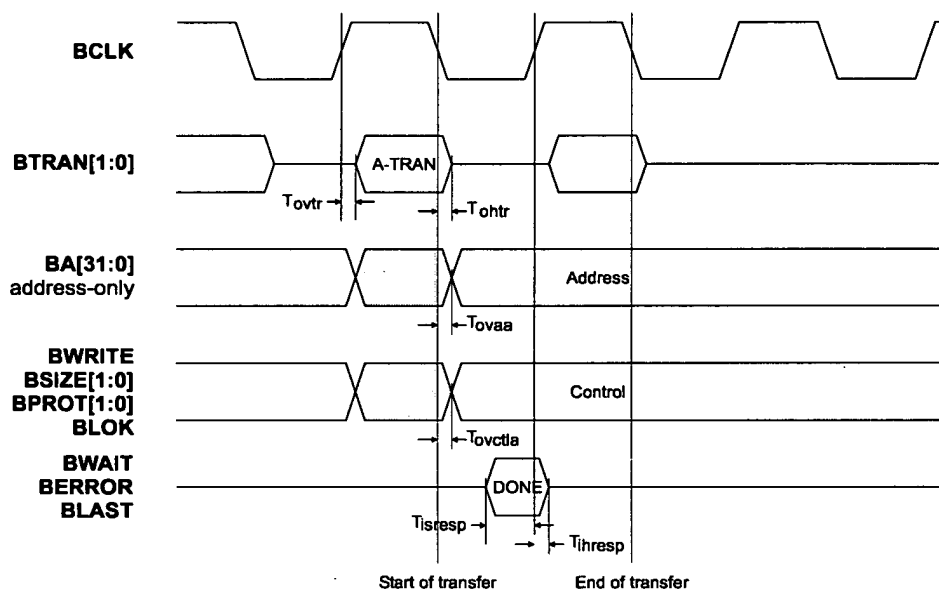 BCLK
BTRAN[1:0]
A-TRAN
Tovtr
Tohtr
BA[31:0]
address-only
Address
Tovaa
BWRITE
BSIZE[1:0]
BPROT[1:0]
BLOK
Control
Tovctla
BWAIT
BERROR
BLAST
DONE
Tisresp
Tihresp
Start of transfer
End of transfer